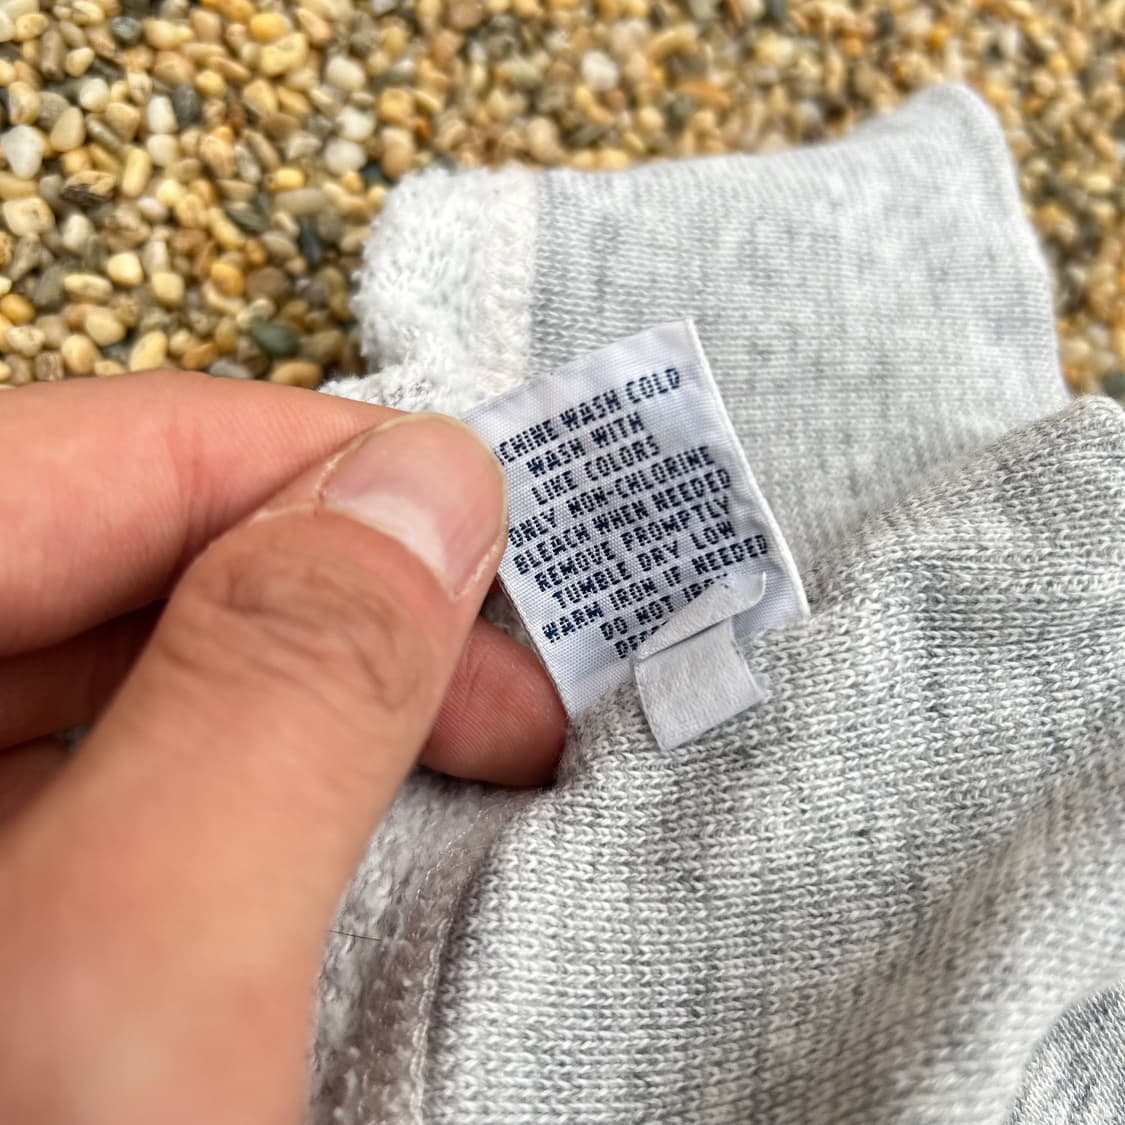 CHINE WASH COLD
WASH WITH
LIKE COLORS
ONLY NON-CHLORINE
BLEACH WHEN NEEDED
REMOVE PROMPTLY
TUMBLE DRY LOW
WARM IRON IF NEEDED
DO NOT